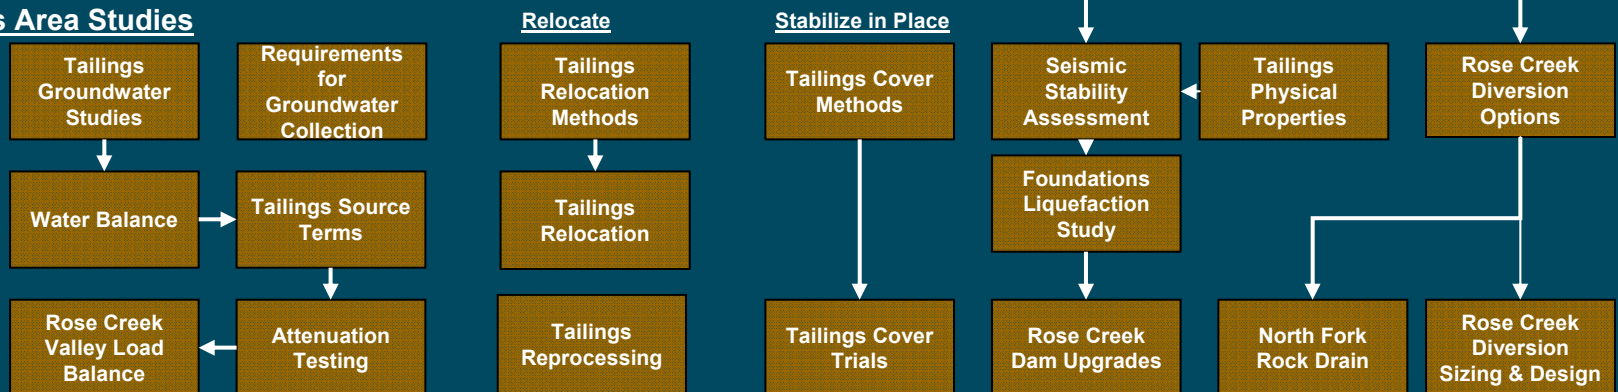 s Area Studies
Relocate
Stabilize in Place
Tailings
Groundwater
Studies
Requirements
for
Groundwater
Collection
Tailings
Relocation
Methods
Tailings Cover
Methods
Seismic
Stability
Assessment
Tailings
Physical
Properties
Rose Creek
Diversion
Options
Water Balance
Tailings Source
Terms
Tailings
Relocation
Foundations
Liquefaction
Study
Rose Creek
Valley Load
Balance
Attenuation
Testing
Tailings
Reprocessing
Tailings Cover
Trials
Rose Creek
Dam Upgrades
North Fork
Rock Drain
Rose Creek
Diversion
Sizing & Design